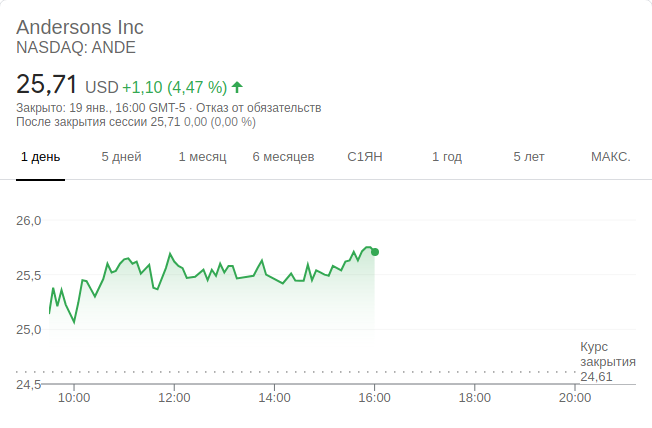 Andersons Inc
NASDAQ: ANDE
25,71 USD +1,10 (4,47 %)
Закрыто: 19 янв., 16:00 GMT-5 · Отказ от обязательств
После закрытия сессии 25,71 0,00 (0,00 %)
1 день 5 дней 1 месяц 6 месяцев С1ЯН 1 год 5 лет МАКС.
26,0
25,5
25,0
Курс
закрытия
24,61
24,5
10:00 12:00 14:00 16:00 18:00 20:00